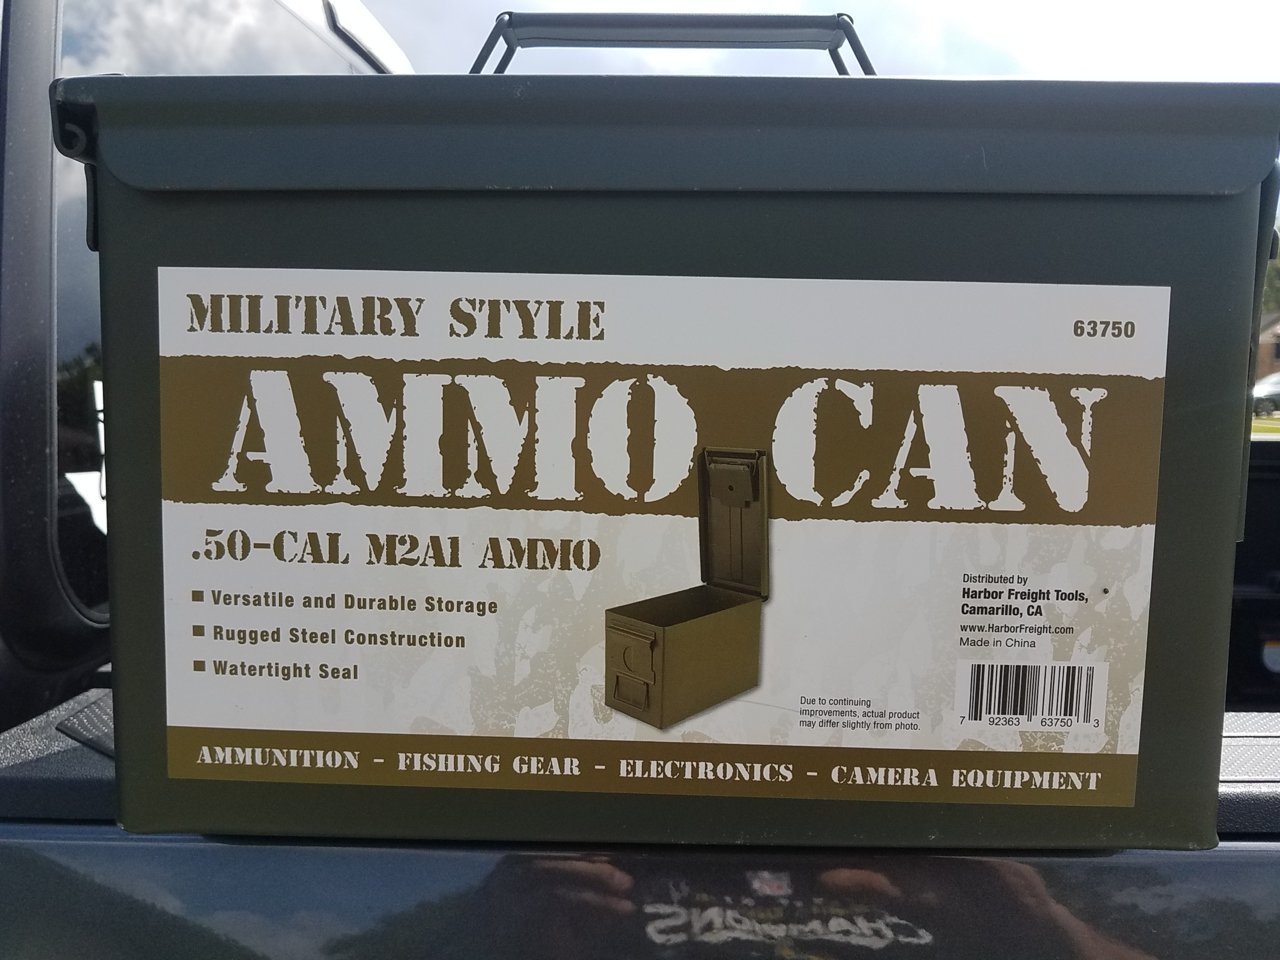 MILITARY STYLE
63750
AMMO CAN
.50-CAL M2A1 AMMO
■ Versatile and Durable Storage
■ Rugged Steel Construction
■ Watertight Seal
Distributed by
Harbor Freight Tools,
Camarillo, CA
www.HarborFreight.com
Made in China
Due to continuing
improvements, actual product
may differ slightly from photo.
7 92363 63750 3
AMMUNITION - FISHING GEAR - ELECTRONICS - CAMERA EQUIPMENT
NFL
CHAMPIONS